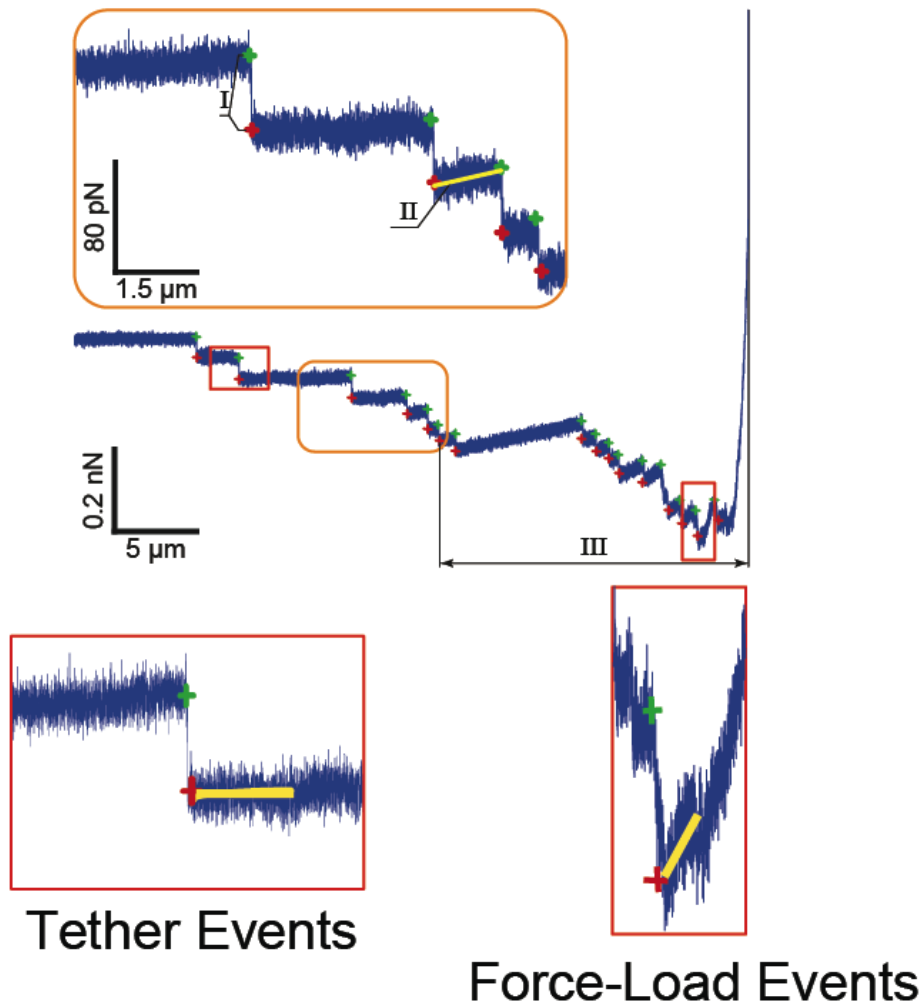 I
II
80 pN
1.5 µm
0.2 nN
5 µm
III
Tether Events
Force-Load Events